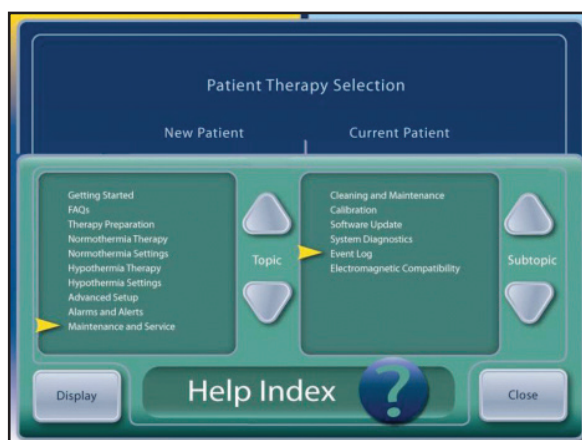 Patient Therapy Selection
New Patient Current Patient
Getting Started
FAQs
Therapy Preparation
Normothermia Therapy
Normothermia Settings
Hypothermia Therapy
Hypothermia Settings
Advanced Setup
Alarms and Alerts
Maintenance and Service
Topic
Cleaning and Maintenance
Calibration
Software Update
System Diagnostics
Event Log
Electromagnetic Compatibility
Subtopic
Display
Help Index ?
Close